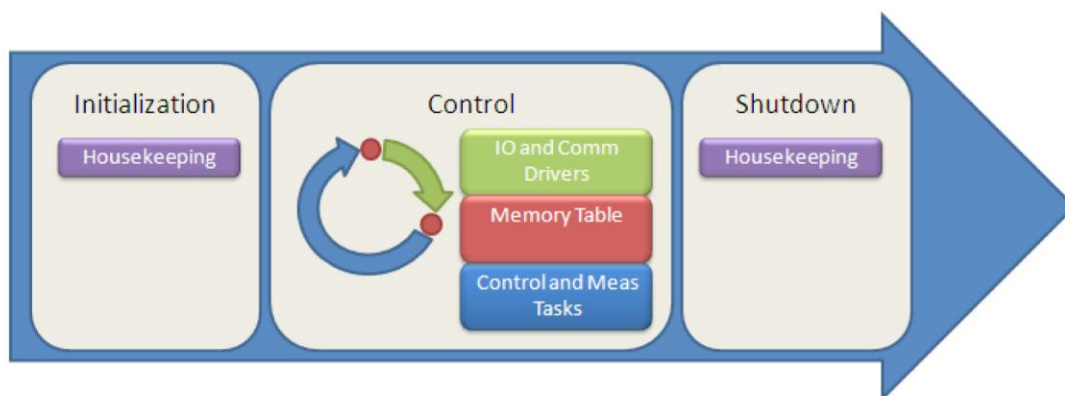 Initialization
Housekeeping
Control
IO and Comm
Drivers
Memory Table
Control and Meas
Tasks
Shutdown
Housekeeping